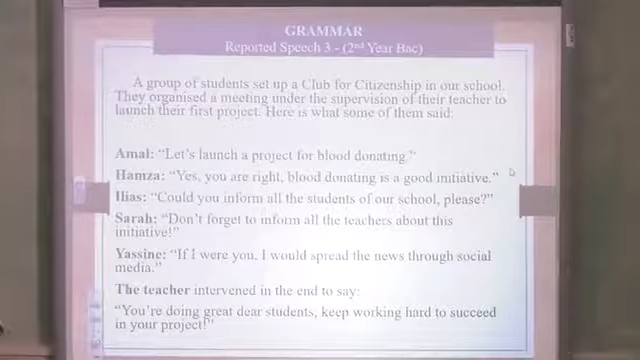 GRAMMAR
Reported Speech 3 - (2nd Year Bac)
A group of students set up a Club for Citizenship in our school.
They organised a meeting under the supervision of their teacher to
launch their first project. Here is what some of them said:
Amal: “Let's launch a project for blood donating.”
Hamza: “Yes, you are right, blood donating is a good initiative.”
Ilias: “Could you inform all the students of our school, please?”
Sarah: “Don't forget to inform all the teachers about this
initiative!”
Yassine: “If I were you, I would spread the news through social
media.”
The teacher intervened in the end to say:
“You're doing great dear students, keep working hard to succeed
in your project!”